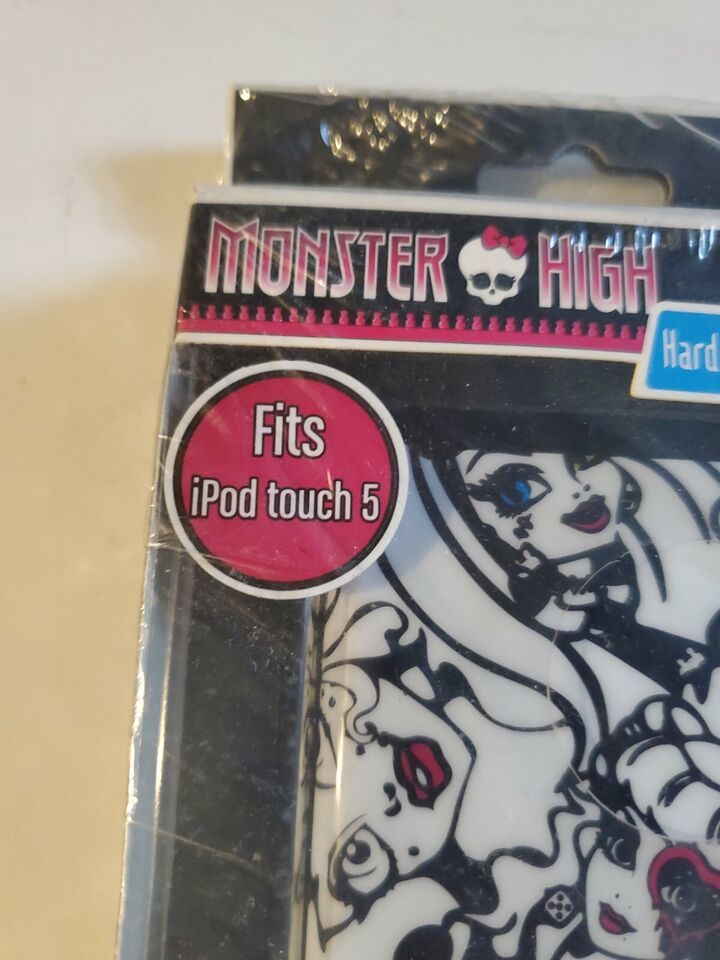 MONSTER HIGH
Hard
Fits
iPod touch 5